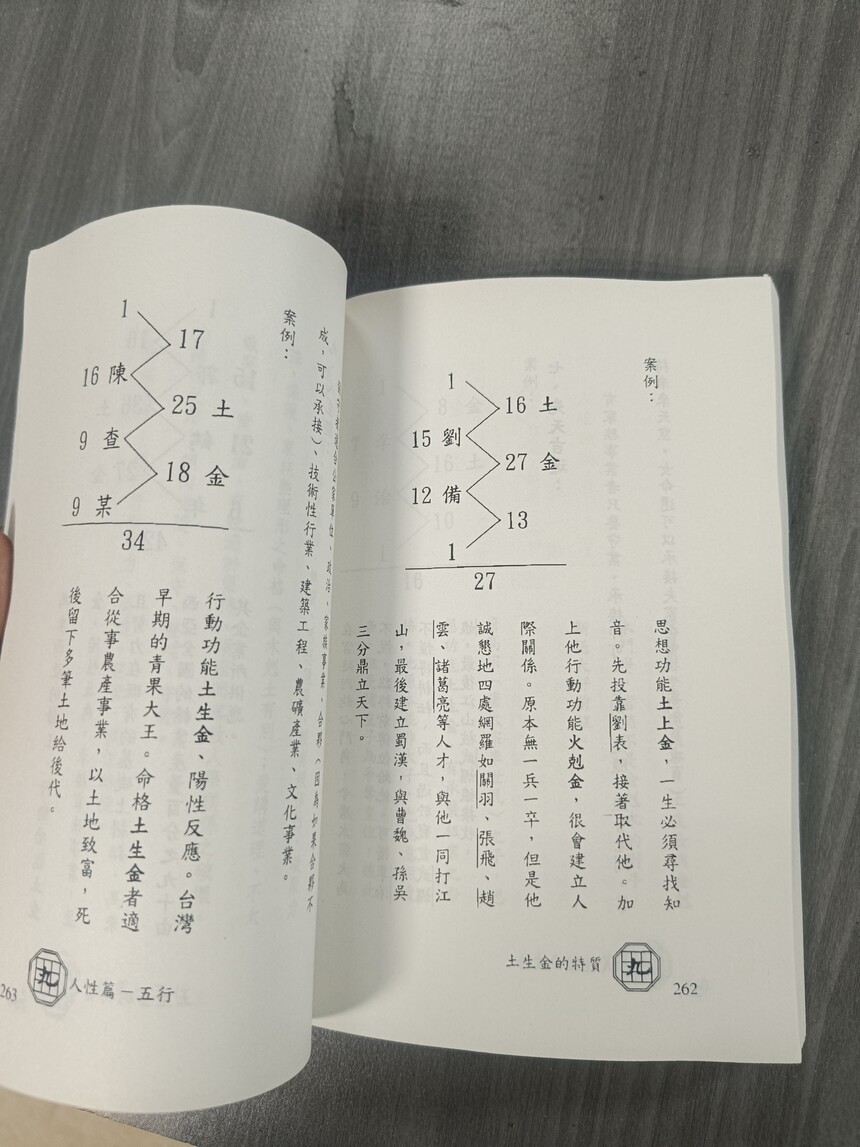 案例：
1
16 土
15 劉
27 金
12 備
13
1
27
思想功能土上金，一生必須尋找知
音。先投靠劉表，接著取代他。加
上他行動功能火剋金，很會建立人
際關係。原本無一兵一卒，但是他
誠懇地四處網羅如關羽、張飛、趙
雲、諸葛亮等人才，與他一同打江
山，最後建立蜀漢，與曹魏、孫吳
三分鼎立天下。
土生金的特質
262
成，可以承接）、技術性行業、建築工程、農礦產業、文化事業。
案例：
1
17
16 陳
25 土
9 查
18 金
9 某
34
行動功能土生金、陽性反應。台灣
早期的青果大王。命格土生金者適
合從事農產事業，以土地致富，死
後留下多筆土地給後代。
人性篇－五行
263